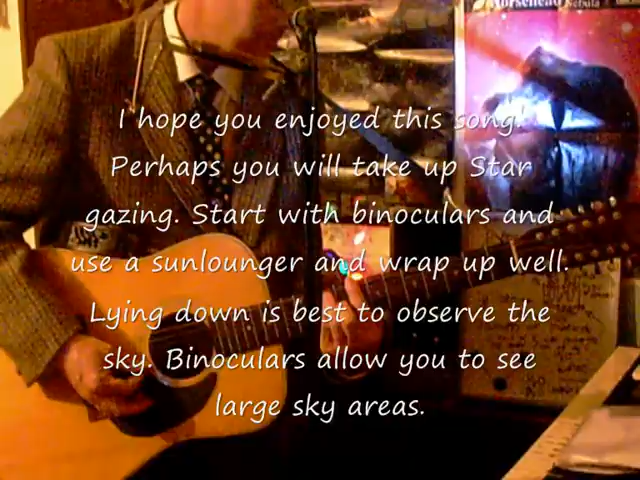 Horsehead
Nebula
I hope you enjoyed this song!
Perhaps you will take up Star
gazing. Start with binoculars and
use a sunlounger and wrap up well.
Lying down is best to observe the
sky. Binoculars allow you to see
large sky areas.